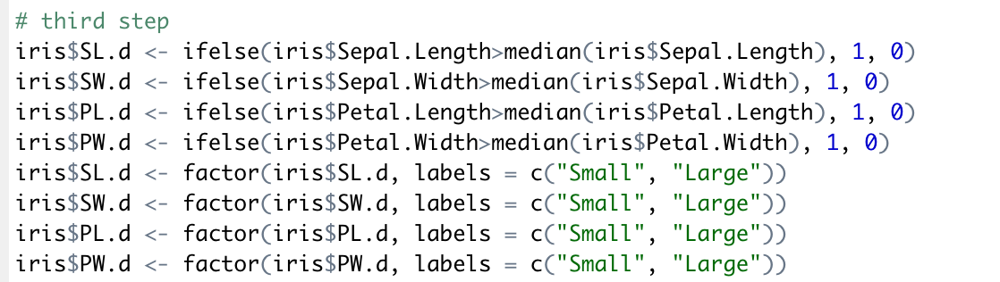 # third step
iris$SL.d <- ifelse(iris$Sepal.Length>median(iris$Sepal.Length), 1, 0)
iris$SW.d <- ifelse(iris$Sepal.Width>median(iris$Sepal.Width), 1, 0)
iris$PL.d <- ifelse(iris$Petal.Length>median(iris$Petal.Length), 1, 0)
iris$PW.d <- ifelse(iris$Petal.Width>median(iris$Petal.Width), 1, 0)
iris$SL.d <- factor(iris$SL.d, labels = c("Small", "Large"))
iris$SW.d <- factor(iris$SW.d, labels = c("Small", "Large"))
iris$PL.d <- factor(iris$PL.d, labels = c("Small", "Large"))
iris$PW.d <- factor(iris$PW.d, labels = c("Small", "Large"))